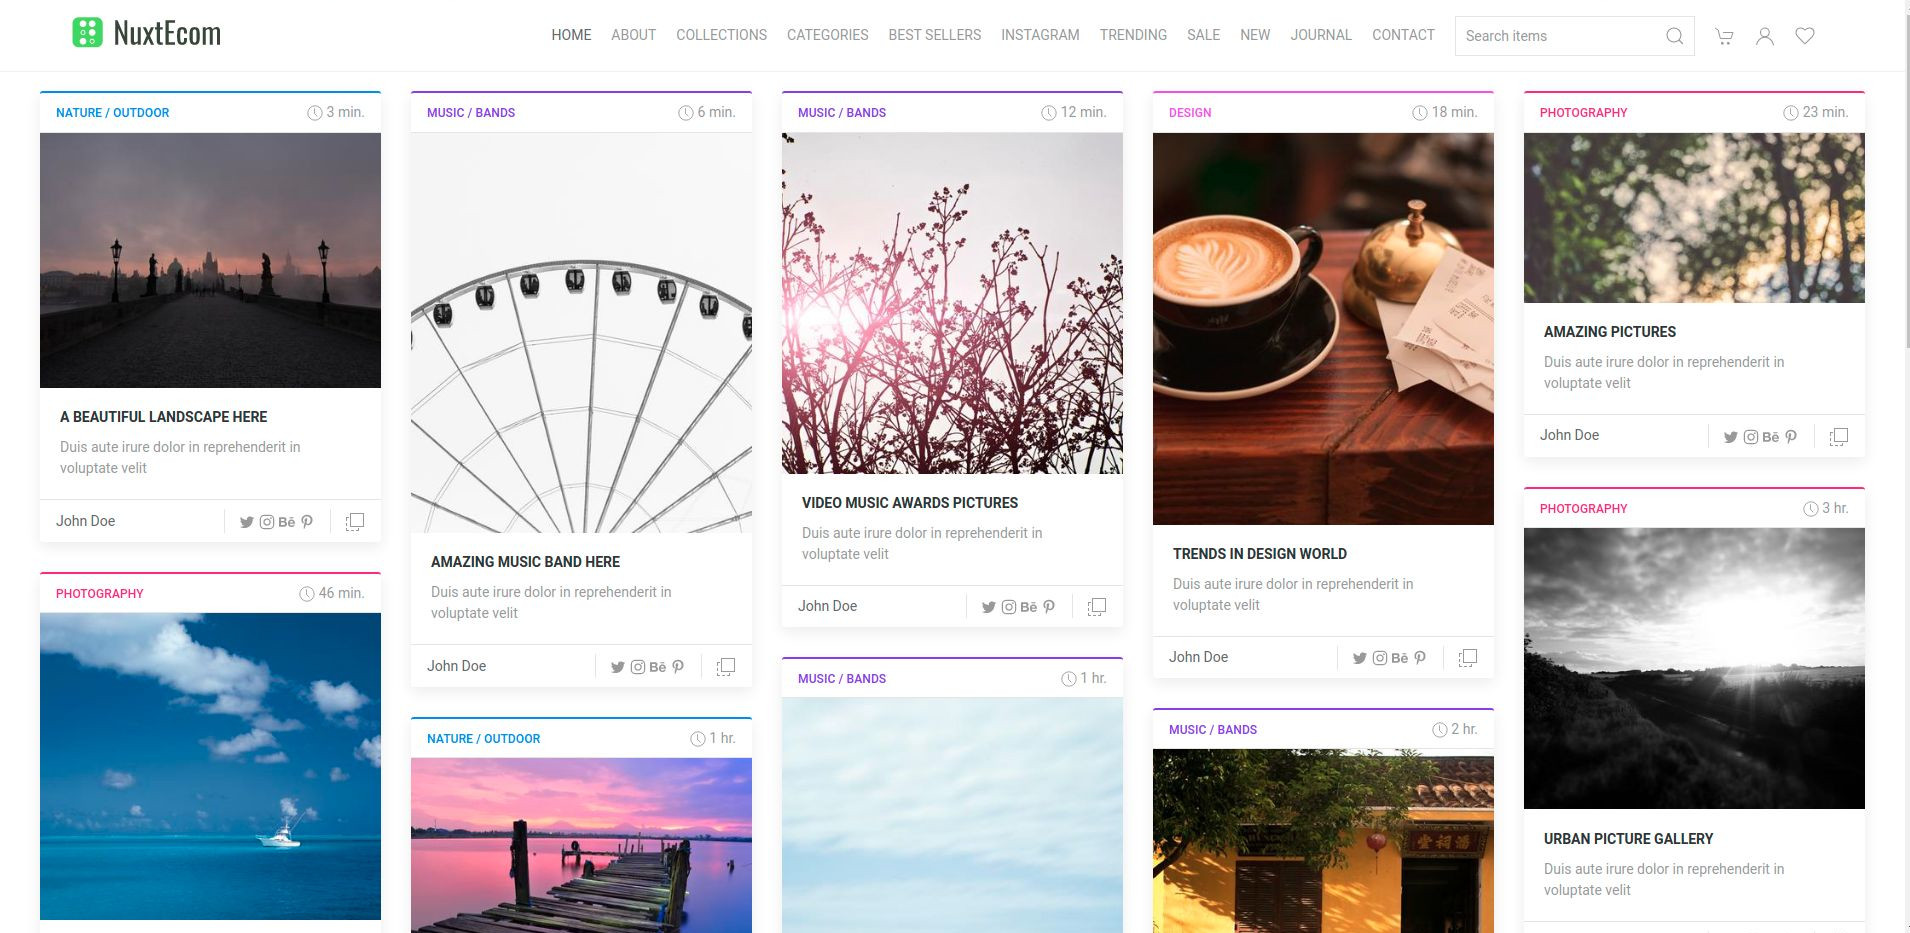 NuxtEcom
HOME ABOUT COLLECTIONS CATEGORIES BEST SELLERS INSTAGRAM TRENDING SALE NEW JOURNAL CONTACT Search items
NATURE / OUTDOOR 3 min.
A BEAUTIFUL LANDSCAPE HERE
Duis aute irure dolor in reprehenderit in
voluptate velit
John Doe Bē
PHOTOGRAPHY 46 min.
MUSIC / BANDS 6 min.
AMAZING MUSIC BAND HERE
Duis aute irure dolor in reprehenderit in
voluptate velit
John Doe Bē
NATURE / OUTDOOR 1 hr.
MUSIC / BANDS 12 min.
VIDEO MUSIC AWARDS PICTURES
Duis aute irure dolor in reprehenderit in
voluptate velit
John Doe Bē
MUSIC / BANDS 1 hr.
DESIGN 18 min.
TRENDS IN DESIGN WORLD
Duis aute irure dolor in reprehenderit in
voluptate velit
John Doe Bē
MUSIC / BANDS 2 hr.
堂祠潘
PHOTOGRAPHY 23 min.
AMAZING PICTURES
Duis aute irure dolor in reprehenderit in
voluptate velit
John Doe Bē
PHOTOGRAPHY 3 hr.
URBAN PICTURE GALLERY
Duis aute irure dolor in reprehenderit in
voluptate velit